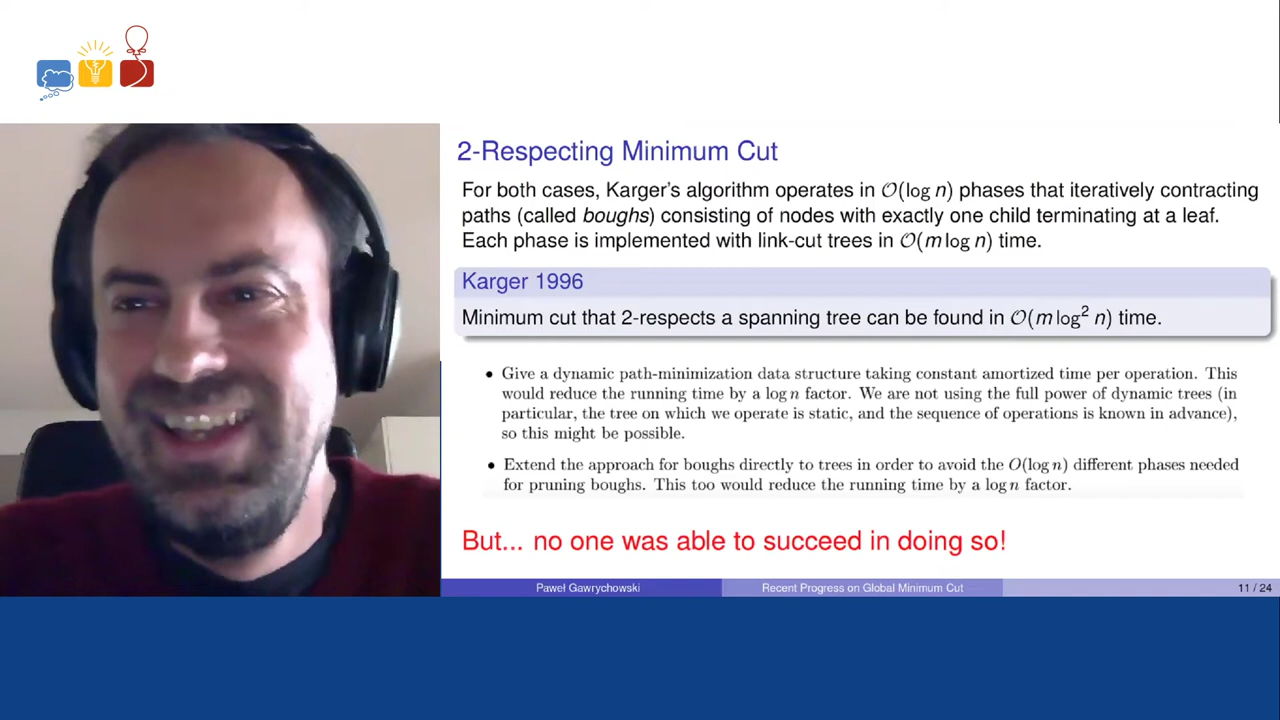 2-Respecting Minimum Cut
For both cases, Karger's algorithm operates in 𝒪(log n) phases that iteratively contracting
paths (called boughs) consisting of nodes with exactly one child terminating at a leaf.
Each phase is implemented with link-cut trees in 𝒪(m log n) time.
Karger 1996
Minimum cut that 2-respects a spanning tree can be found in 𝒪(m log² n) time.
• Give a dynamic path-minimization data structure taking constant amortized time per operation. This
would reduce the running time by a log n factor. We are not using the full power of dynamic trees (in
particular, the tree on which we operate is static, and the sequence of operations is known in advance),
so this might be possible.
• Extend the approach for boughs directly to trees in order to avoid the O(log n) different phases needed
for pruning boughs. This too would reduce the running time by a log n factor.
But... no one was able to succeed in doing so!
Paweł Gawrychowski
Recent Progress on Global Minimum Cut
11 / 24